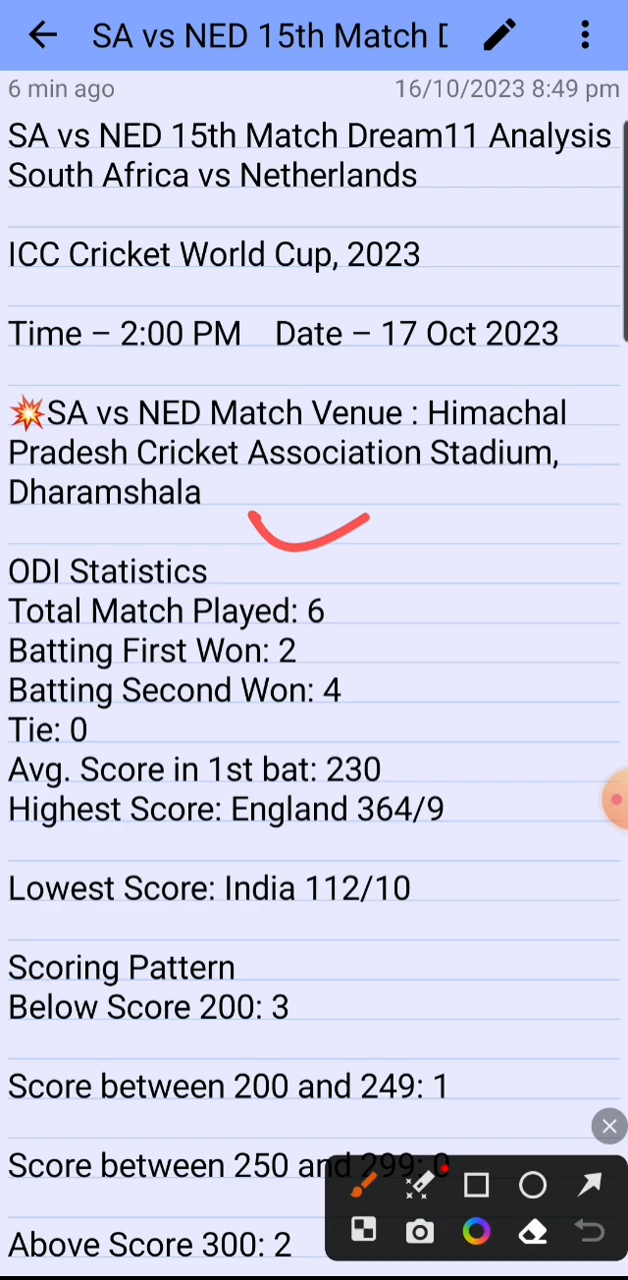 SA vs NED 15th Match D
6 min ago 16/10/2023 8:49 pm
SA vs NED 15th Match Dream11 Analysis
South Africa vs Netherlands
ICC Cricket World Cup, 2023
Time – 2:00 PM Date – 17 Oct 2023
💥SA vs NED Match Venue : Himachal
Pradesh Cricket Association Stadium,
Dharamshala
ODI Statistics
Total Match Played: 6
Batting First Won: 2
Batting Second Won: 4
Tie: 0
Avg. Score in 1st bat: 230
Highest Score: England 364/9
Lowest Score: India 112/10
Scoring Pattern
Below Score 200: 3
Score between 200 and 249: 1
Score between 250 and 299: 0
Above Score 300: 2